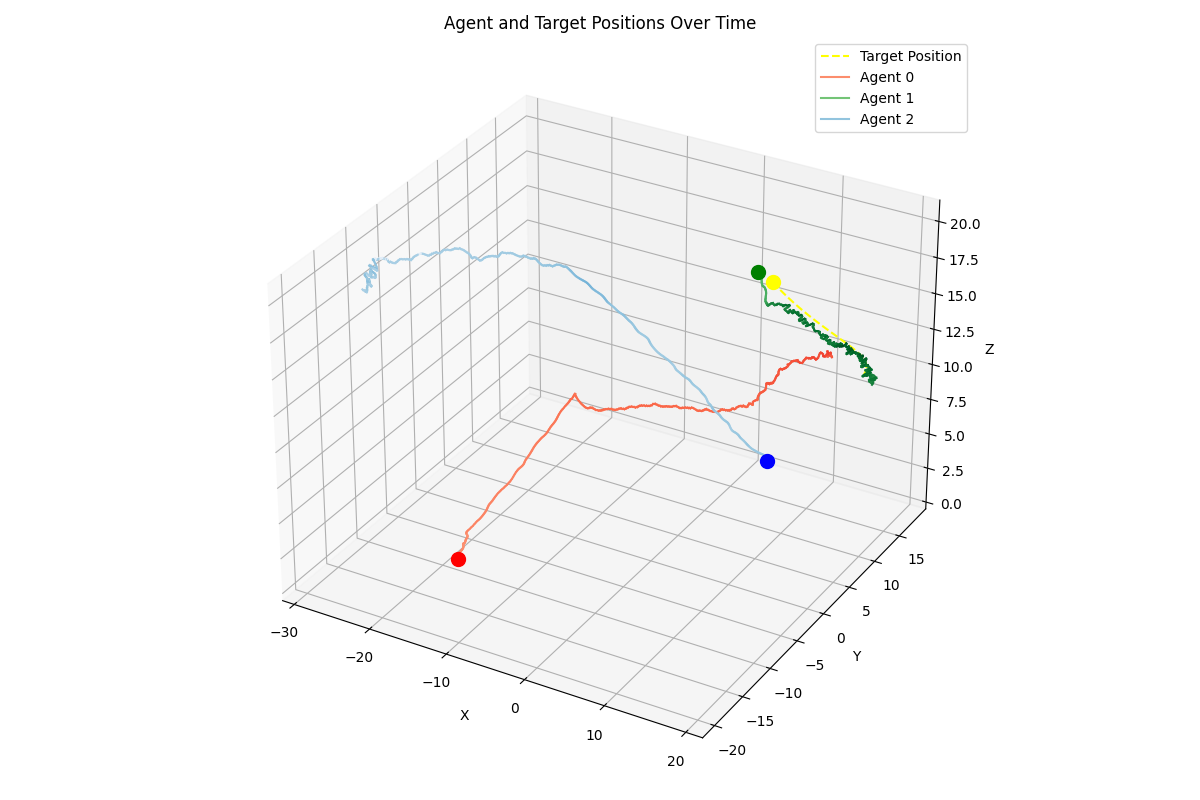 Agent and Target Positions Over Time
Target Position
Agent 0
Agent 1
Agent 2
20.0
17.5
15.0
12.5
10.0
7.5
5.0
2.5
0.0
Z
15
10
5
0
−5
−10
−15
−20
Y
−30
−20
−10
0
10
20
X